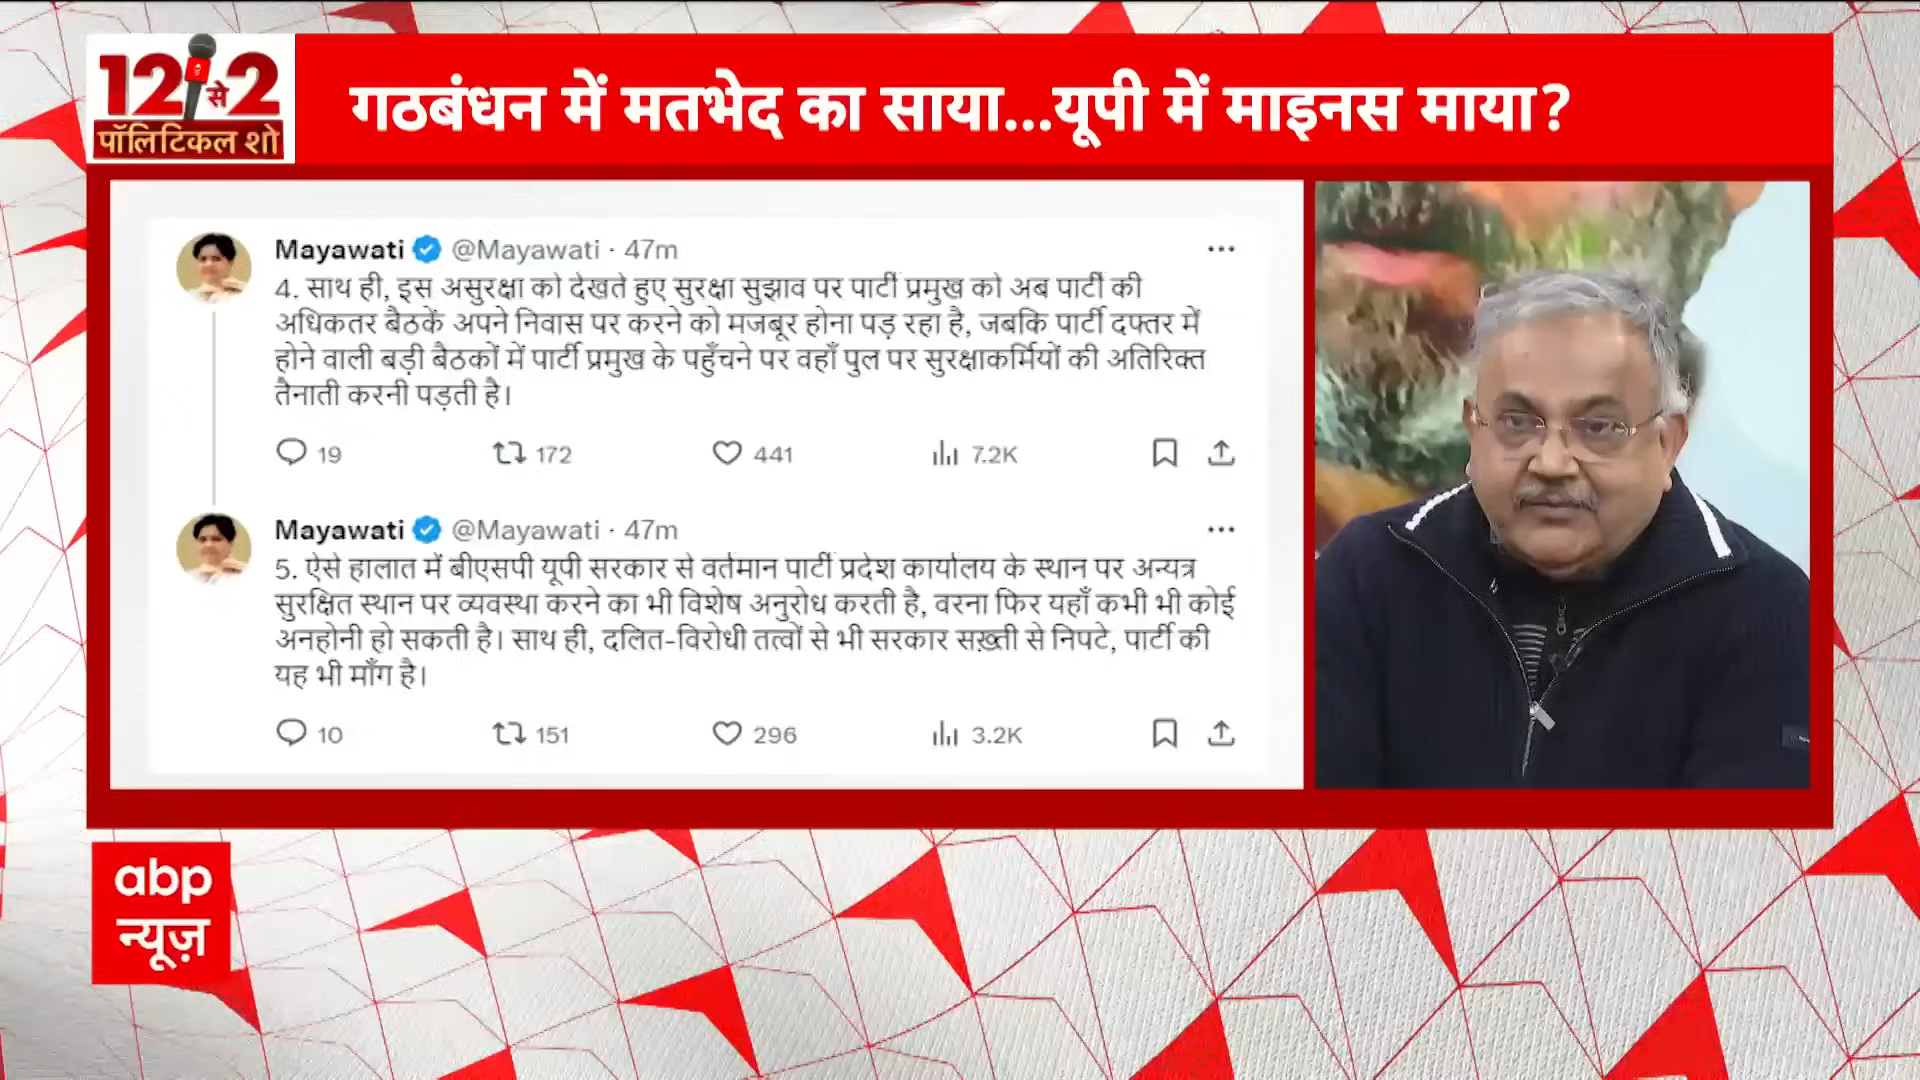 12 से 2
पॉलिटिकल शो
गठबंधन में मतभेद का साया...यूपी में माइनस माया?
Mayawati @Mayawati · 47m
4. साथ ही, इस असुरक्षा को देखते हुए सुरक्षा सुझाव पर पार्टी प्रमुख को अब पार्टी की
अधिकतर बैठकें अपने निवास पर करने को मजबूर होना पड़ रहा है, जबकि पार्टी दफ्तर में
होने वाली बड़ी बैठकों में पार्टी प्रमुख के पहुँचने पर वहाँ पुल पर सुरक्षाकर्मियों की अतिरिक्त
तैनाती करनी पड़ती है।
19 172 441 7.2K
Mayawati @Mayawati · 47m
5. ऐसे हालात में बीएसपी यूपी सरकार से वर्तमान पार्टी प्रदेश कार्यालय के स्थान पर अन्यत्र
सुरक्षित स्थान पर व्यवस्था करने का भी विशेष अनुरोध करती है, वरना फिर यहाँ कभी भी कोई
अनहोनी हो सकती है। साथ ही, दलित-विरोधी तत्वों से भी सरकार सख़्ती से निपटे, पार्टी की
यह भी माँग है।
10 151 296 3.2K
abp
न्यूज़